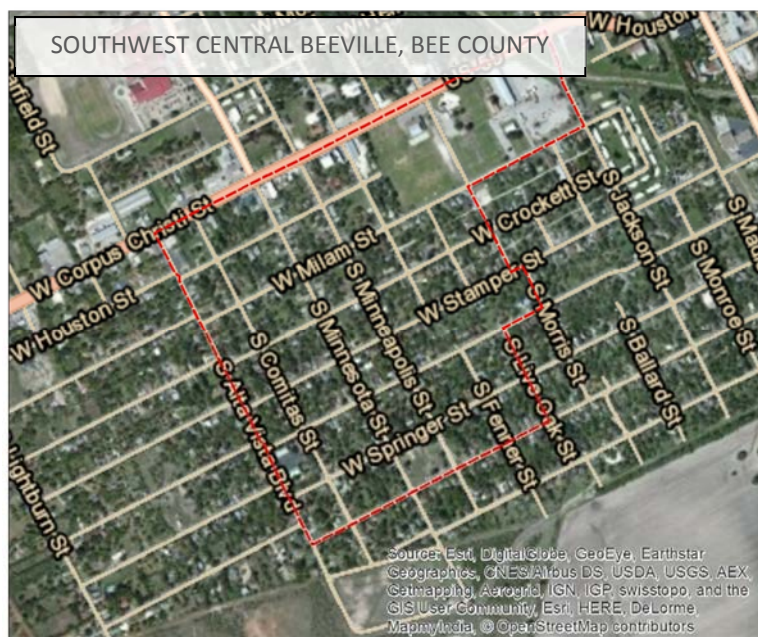 SOUTHWEST CENTRAL BEEVILLE, BEE COUNTY
W Houston
W Corpus Christi St
W Houston St
W Milam St
W Crockett St
W Stamper St
W Springer St
S Jackson St
S Monroe St
S Morris St
S Ballard St
S Live Oak St
S Fenner St
S Minneapolis St
S Minnesota St
S Comitas St
S Alta Vista Blvd
Lightburn St
Source: Esri, DigitalGlobe, GeoEye, Earthstar
Geographics, CNES/Airbus DS, USDA, USGS, AEX,
Getmapping, Aerogrid, IGN, IGP, swisstopo, and the
GIS User Community, Esri, HERE, DeLorme,
MapmyIndia, © OpenStreetMap contributors